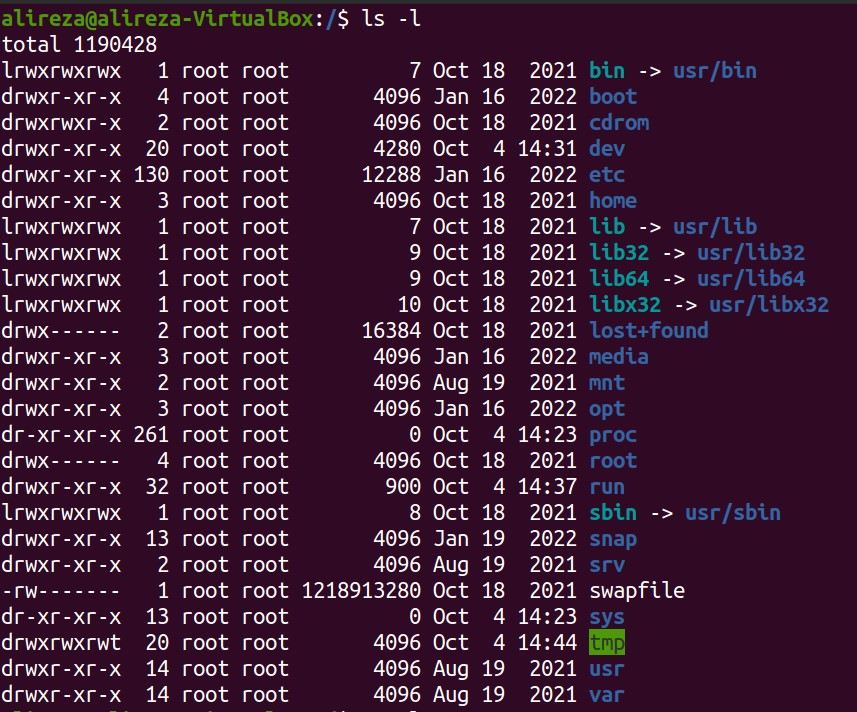 alireza@alireza-VirtualBox:/$ ls -l
total 1190428
lrwxrwxrwx   1 root root          7 Oct 18  2021 bin -> usr/bin
drwxr-xr-x   4 root root       4096 Jan 16  2022 boot
drwxrwxr-x   2 root root       4096 Oct 18  2021 cdrom
drwxr-xr-x  20 root root       4280 Oct  4 14:31 dev
drwxr-xr-x 130 root root      12288 Jan 16  2022 etc
drwxr-xr-x   3 root root       4096 Oct 18  2021 home
lrwxrwxrwx   1 root root          7 Oct 18  2021 lib -> usr/lib
lrwxrwxrwx   1 root root          9 Oct 18  2021 lib32 -> usr/lib32
lrwxrwxrwx   1 root root          9 Oct 18  2021 lib64 -> usr/lib64
lrwxrwxrwx   1 root root         10 Oct 18  2021 libx32 -> usr/libx32
drwx------   2 root root      16384 Oct 18  2021 lost+found
drwxr-xr-x   3 root root       4096 Jan 16  2022 media
drwxr-xr-x   2 root root       4096 Aug 19  2021 mnt
drwxr-xr-x   3 root root       4096 Jan 16  2022 opt
dr-xr-xr-x 261 root root          0 Oct  4 14:23 proc
drwx------   4 root root       4096 Oct 18  2021 root
drwxr-xr-x  32 root root        900 Oct  4 14:37 run
lrwxrwxrwx   1 root root          8 Oct 18  2021 sbin -> usr/sbin
drwxr-xr-x  13 root root       4096 Jan 19  2022 snap
drwxr-xr-x   2 root root       4096 Aug 19  2021 srv
-rw-------   1 root root 1218913280 Oct 18  2021 swapfile
dr-xr-xr-x  13 root root          0 Oct  4 14:23 sys
drwxrwxrwt  20 root root       4096 Oct  4 14:44 tmp
drwxr-xr-x  14 root root       4096 Aug 19  2021 usr
drwxr-xr-x  14 root root       4096 Aug 19  2021 var